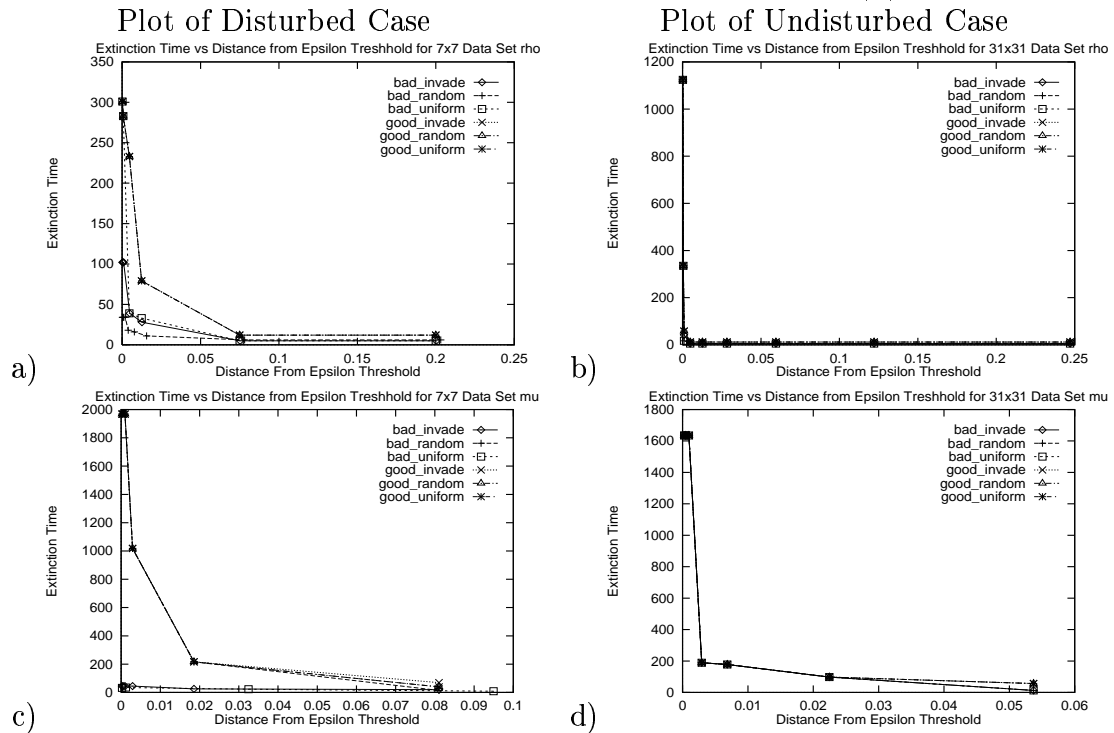 Plot of Disturbed Case
Plot of Undisturbed Case
Extinction Time vs Distance from Epsilon Treshhold for 7x7 Data Set rho
350
300
250
200
150
100
50
0
Extinction Time
bad_invade
bad_random
bad_uniform
good_invade
good_random
good_uniform
0
0.05
0.1
0.15
0.2
0.25
Distance From Epsilon Threshold
a)
Extinction Time vs Distance from Epsilon Treshhold for 31x31 Data Set rho
1200
1000
800
600
400
200
0
Extinction Time
bad_invade
bad_random
bad_uniform
good_invade
good_random
good_uniform
0
0.05
0.1
0.15
0.2
0.25
Distance From Epsilon Threshold
b)
Extinction Time vs Distance from Epsilon Treshhold for 7x7 Data Set mu
2000
1800
1600
1400
1200
1000
800
600
400
200
0
Extinction Time
bad_invade
bad_random
bad_uniform
good_invade
good_random
good_uniform
0
0.01
0.02
0.03
0.04
0.05
0.06
0.07
0.08
0.09
0.1
Distance From Epsilon Threshold
c)
Extinction Time vs Distance from Epsilon Treshhold for 31x31 Data Set mu
1800
1600
1400
1200
1000
800
600
400
200
0
Extinction Time
bad_invade
bad_random
bad_uniform
good_invade
good_random
good_uniform
0
0.01
0.02
0.03
0.04
0.05
0.06
Distance From Epsilon Threshold
d)